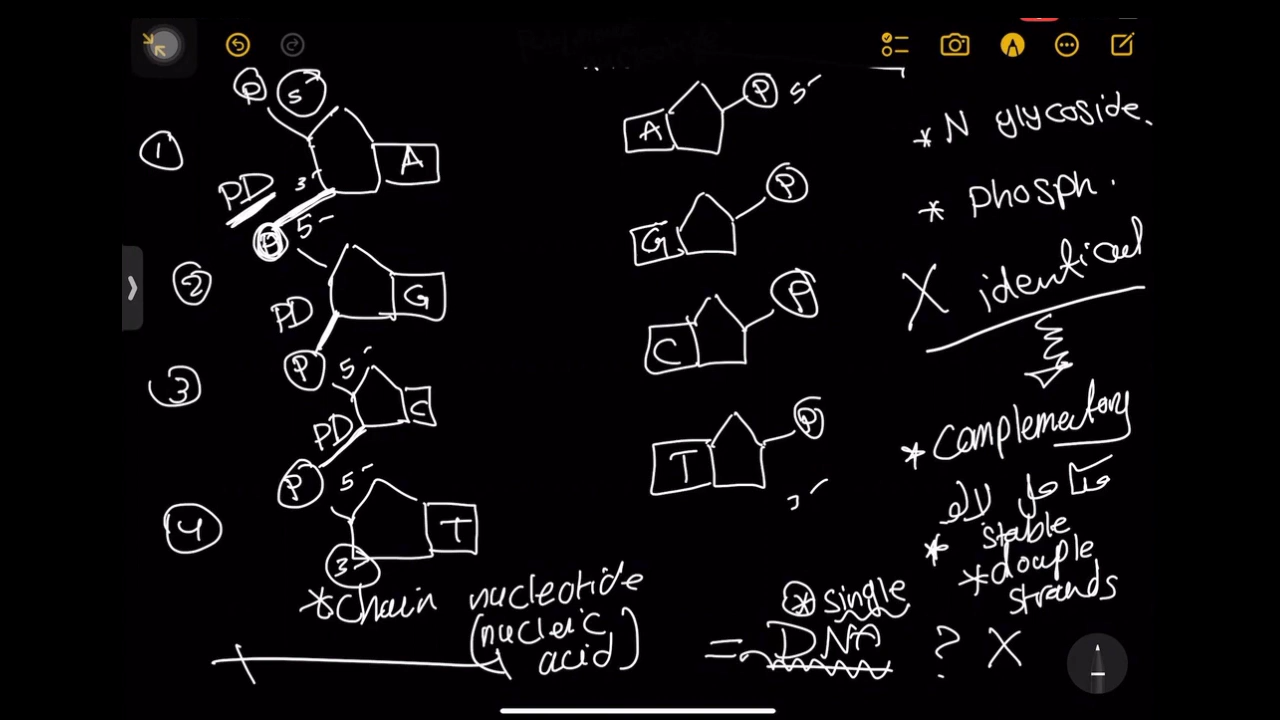 P 5-
1
A
PD 3-
P 5-
2
PD G
P 5-
3
C
PD
P 5-
4
T
3-
*Chain nucleotide
(nucleic
acid)
A P 5-
G P
C P
T P
* N glycoside.
* Phosph.
X identical
* Complementary
* stable
* douple
strands
* single
= DNA ? X